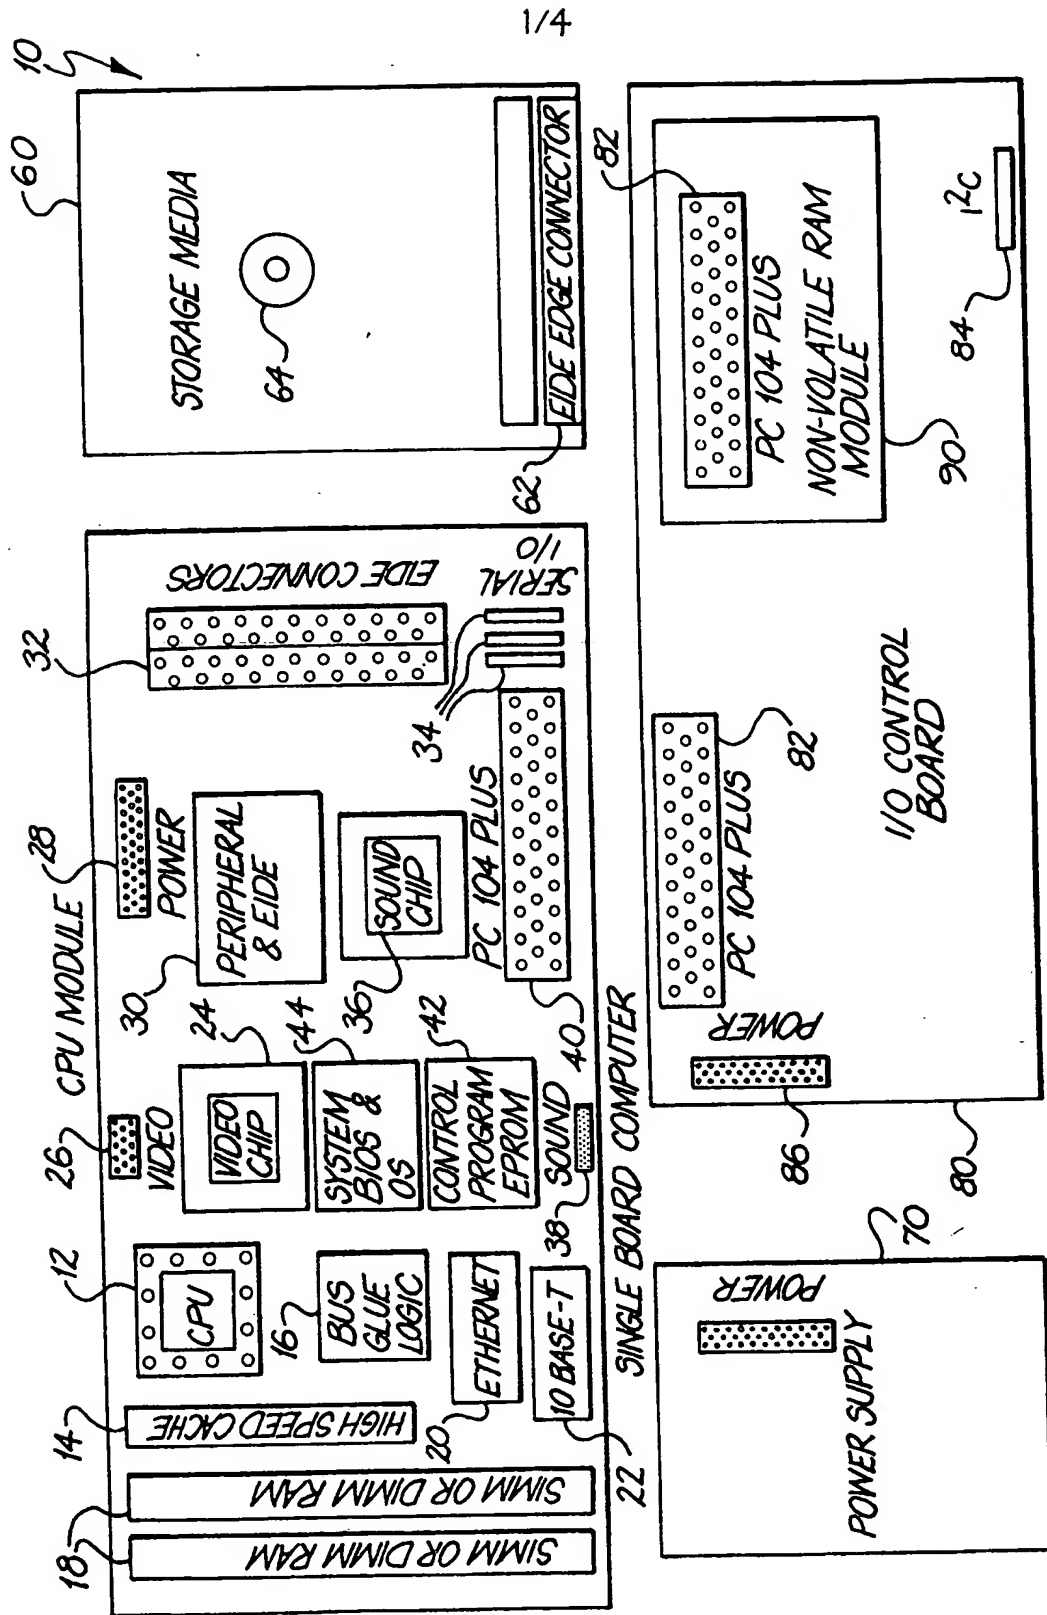 1/4
10
60
STORAGE MEDIA
64
EIDE EDGE CONNECTOR
62
CPU MODULE
18
SIMM OR DIMM RAM
SIMM OR DIMM RAM
14
HIGH SPEED CACHE
12
CPU
16
BUS
GLUE
LOGIC
20
ETHERNET
10 BASE-T
22
26
VIDEO
VIDEO
CHIP
24
SYSTEM
BIOS &
OS
44
CONTROL
PROGRAM
EPROM
42
SOUND
38
28
POWER
30
PERIPHERAL
& EIDE
SOUND
CHIP
36
PC 104 PLUS
40
32
EIDE CONNECTORS
34
SERIAL
I/O
SINGLE BOARD COMPUTER
70
POWER
POWER SUPPLY
80
86
POWER
PC 104 PLUS
82
I/O CONTROL
BOARD
82
PC 104 PLUS
NON-VOLATILE RAM
MODULE
90
84
I²C